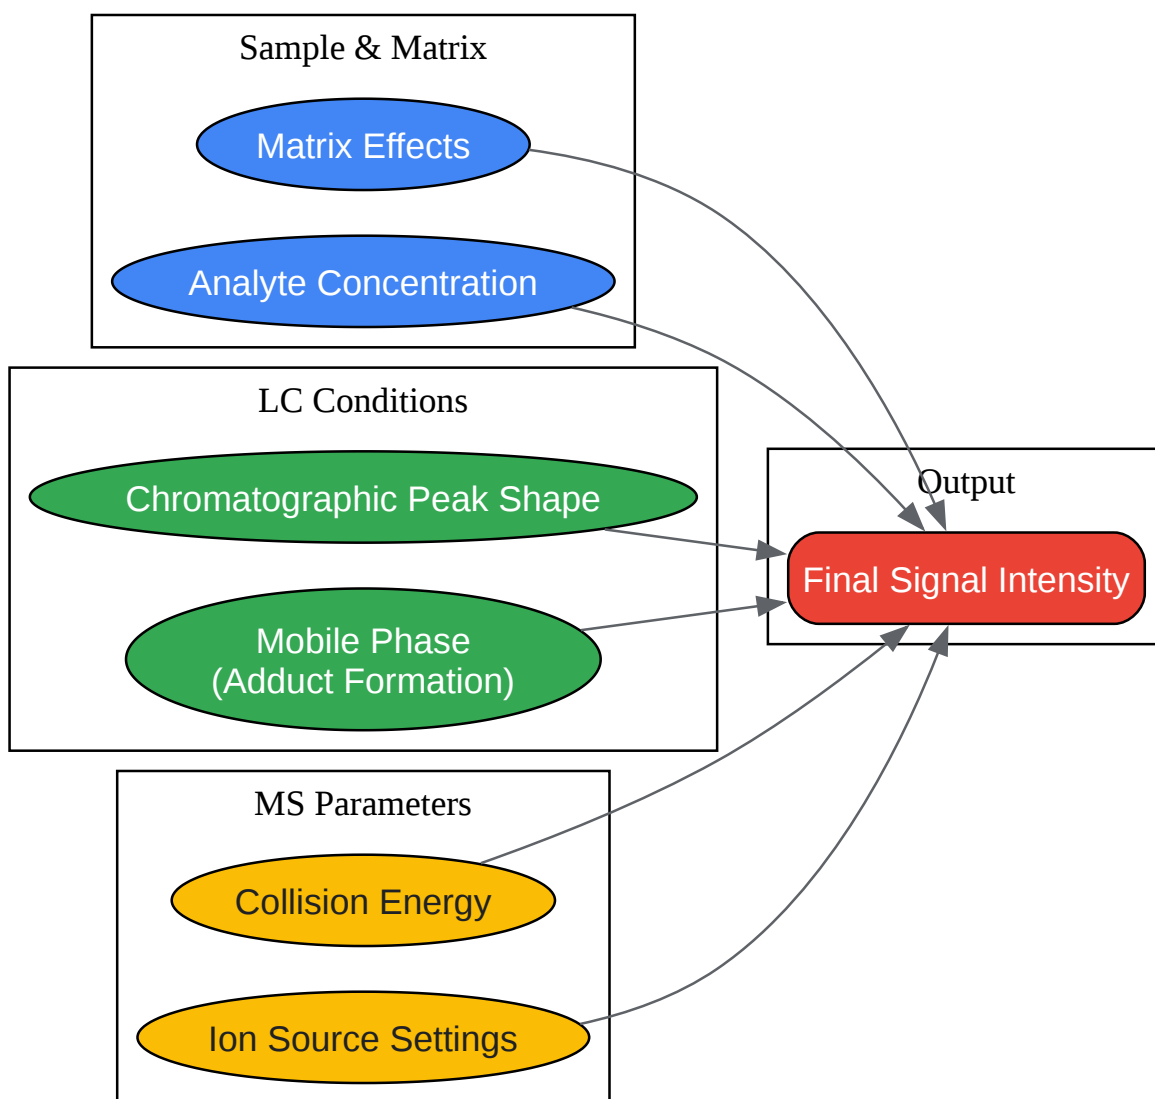 Sample & Matrix
Matrix Effects
Analyte Concentration
LC Conditions
Chromatographic Peak Shape
Mobile Phase
(Adduct Formation)
MS Parameters
Collision Energy
Ion Source Settings
Output
Final Signal Intensity